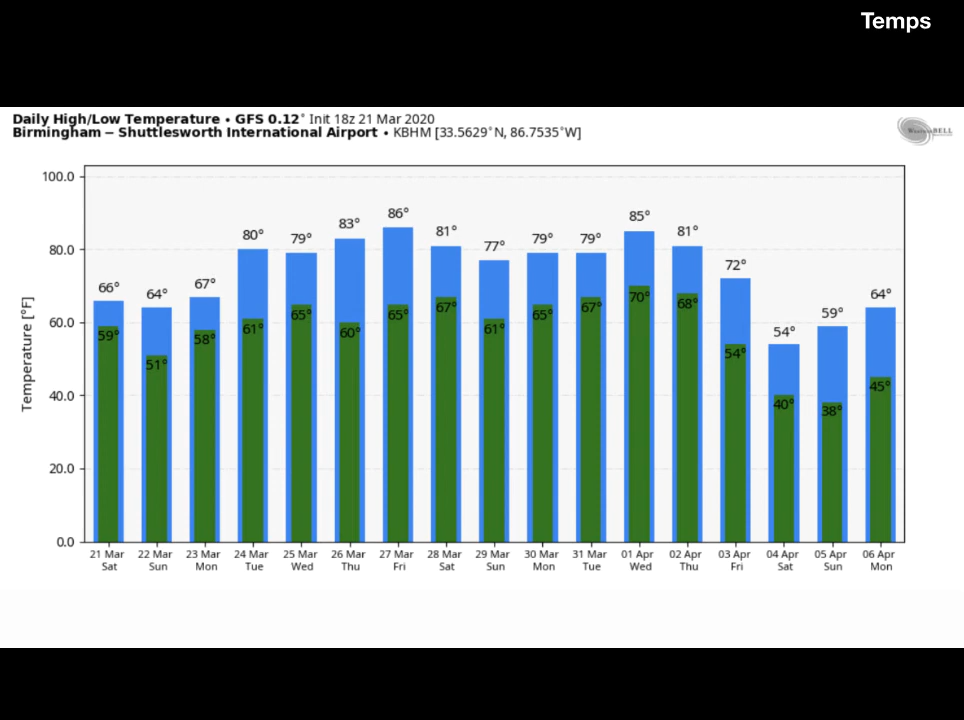 Temps
Daily High/Low Temperature • GFS 0.12° Init 18z 21 Mar 2020
Birmingham – Shuttlesworth International Airport • KBHM [33.5629°N, 86.7535°W]
WeatherBELL
Temperature [°F]
100.0
80.0
60.0
40.0
20.0
0.0
66° 64° 67° 80° 79° 83° 86° 81° 77° 79° 79° 85° 81° 72° 54° 59° 64°
59° 51° 58° 61° 65° 60° 65° 67° 61° 65° 67° 70° 68° 54° 40° 38° 45°
21 Mar 22 Mar 23 Mar 24 Mar 25 Mar 26 Mar 27 Mar 28 Mar 29 Mar 30 Mar 31 Mar 01 Apr 02 Apr 03 Apr 04 Apr 05 Apr 06 Apr
Sat Sun Mon Tue Wed Thu Fri Sat Sun Mon Tue Wed Thu Fri Sat Sun Mon